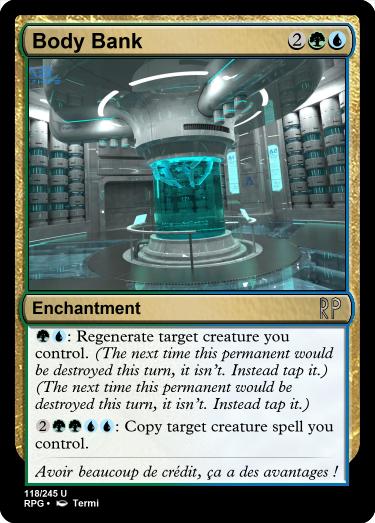 Body Bank 2
Enchantment RP
: Regenerate target creature you
control. (The next time this permanent would
be destroyed this turn, it isn't. Instead tap it.)
(The next time this permanent would be
destroyed this turn, it isn't. Instead tap it.)
2 : Copy target creature spell you
control.
Avoir beaucoup de crédit, ça a des avantages !
118/245 U
RPG • Termi